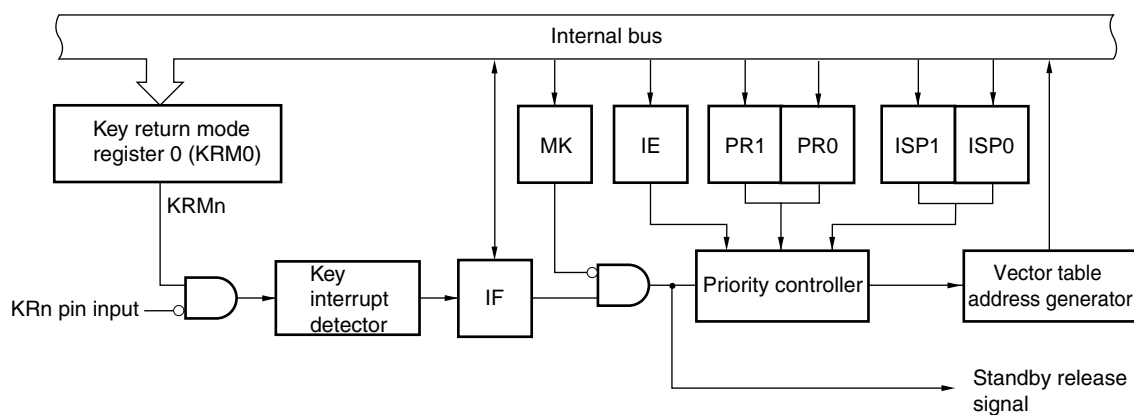 Internal bus
Key return mode
register 0 (KRM0)
MK
IE
PR1
PR0
ISP1
ISP0
KRMn
KRn pin input
Key
interrupt
detector
IF
Priority controller
Vector table
address generator
Standby release
signal